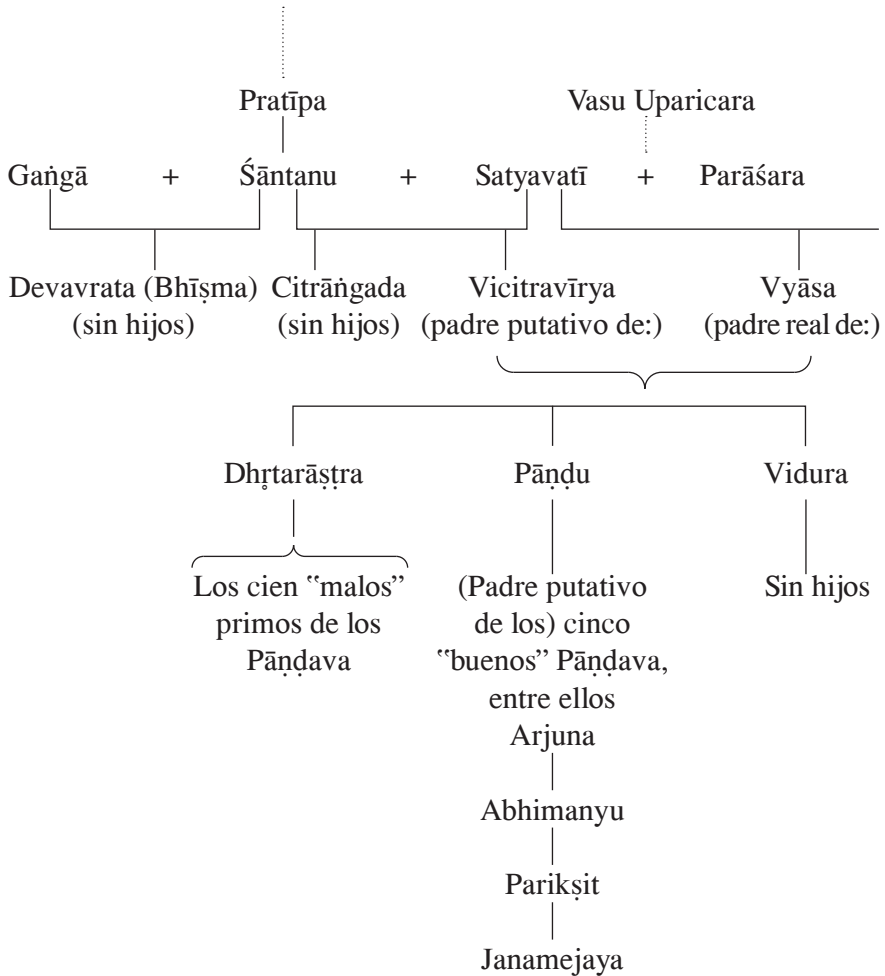 Pratīpa Vasu Uparicara
Gaṅgā + Śāntanu + Satyavatī + Parāśara
Devavrata (Bhīṣma) Citrāṅgada Vicitravīrya Vyāsa
(sin hijos) (sin hijos) (padre putativo de:) (padre real de:)
Dhr̥tarāṣṭra Pāṇḍu Vidura
Los cien “malos” (Padre putativo Sin hijos
primos de los de los) cinco
Pāṇḍava “buenos” Pāṇḍava,
entre ellos
Arjuna
Abhimanyu
Parikṣit
Janamejaya